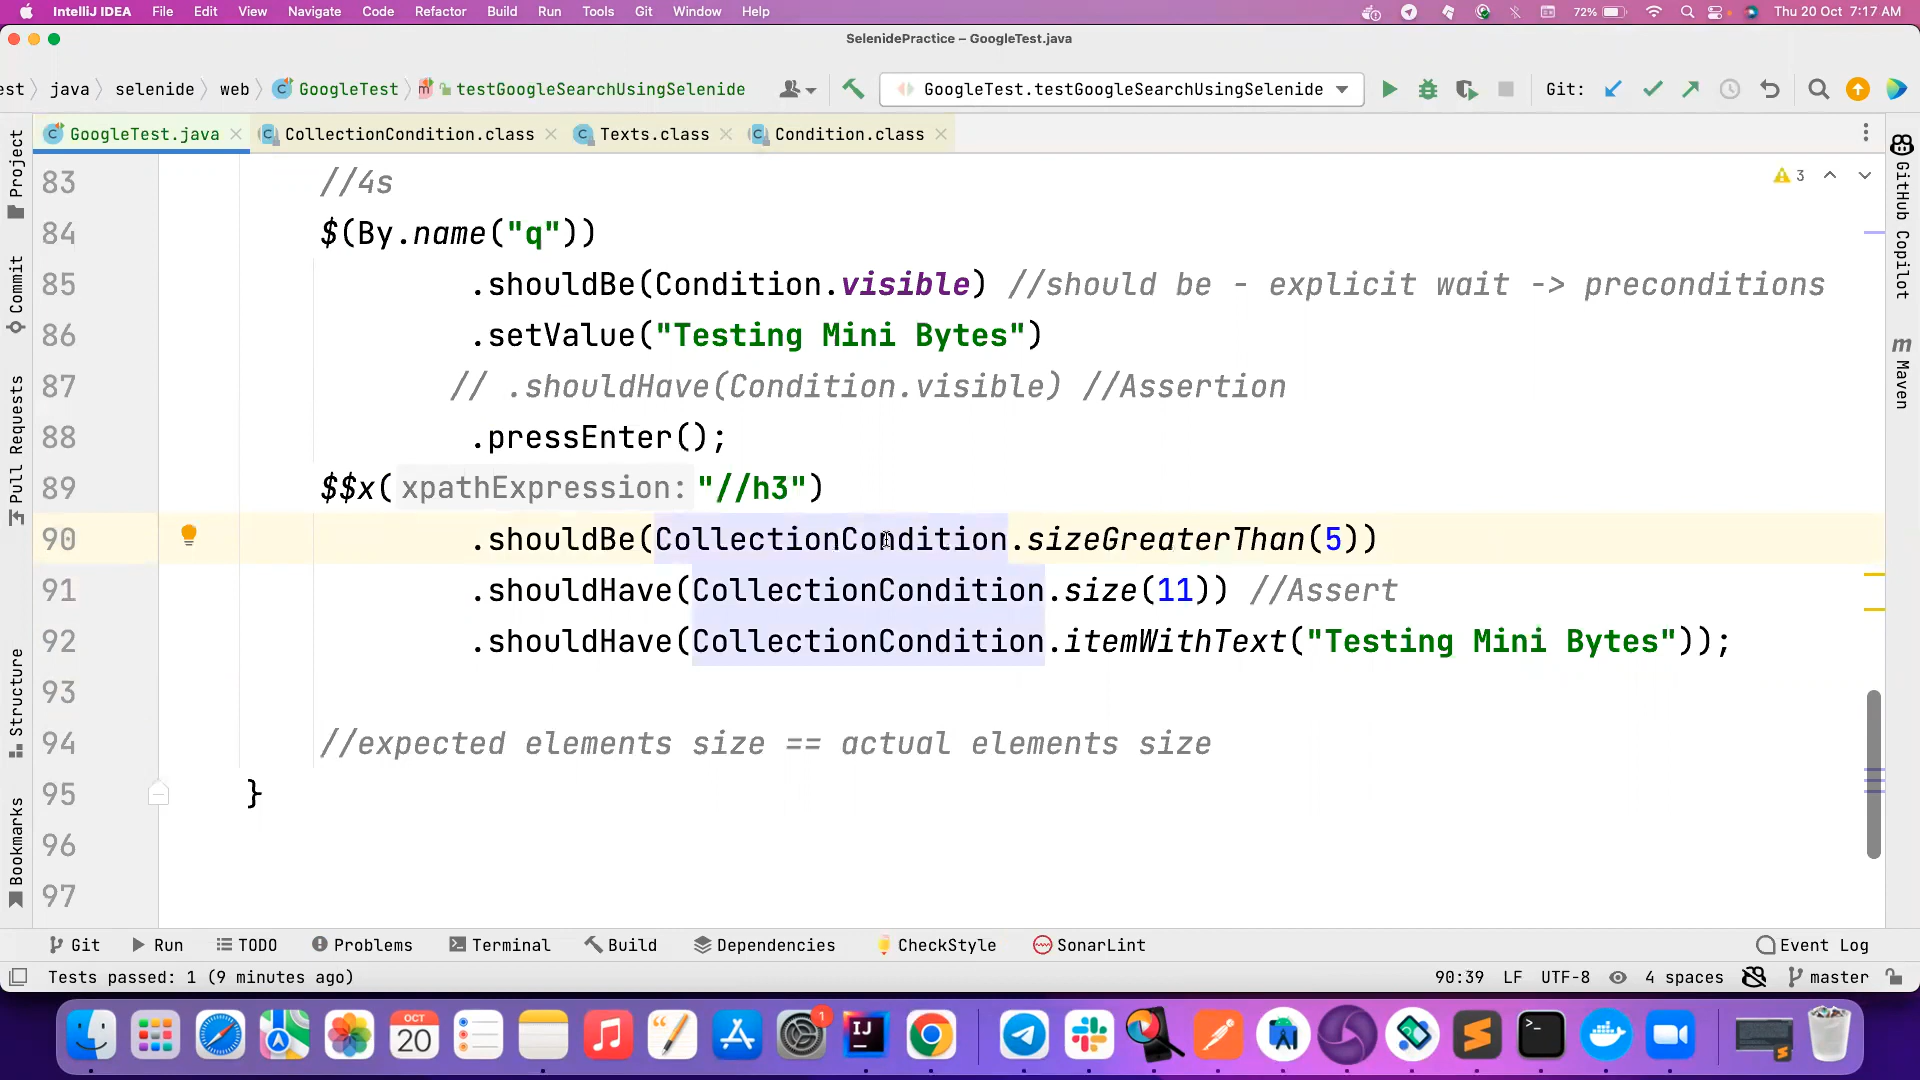 IntelliJ IDEA File Edit View Navigate Code Refactor Build Run Tools Git Window Help 72% Thu 20 Oct 7:17 AM
SelenidePractice – GoogleTest.java
est java selenide web GoogleTest testGoogleSearchUsingSelenide GoogleTest.testGoogleSearchUsingSelenide Git:
GoogleTest.java CollectionCondition.class Texts.class Condition.class
83 //4s
84 $(By.name("q"))
85 .shouldBe(Condition.visible) //should be - explicit wait -> preconditions
86 .setValue("Testing Mini Bytes")
87 // .shouldHave(Condition.visible) //Assertion
88 .pressEnter();
89 $$x( xpathExpression: "//h3")
90 .shouldBe(CollectionCondition.sizeGreaterThan(5))
91 .shouldHave(CollectionCondition.size(11)) //Assert
92 .shouldHave(CollectionCondition.itemWithText("Testing Mini Bytes"));
93
94 //expected elements size == actual elements size
95 }
96
97
3
Project
Commit
Pull Requests
Structure
Bookmarks
GitHub Copilot
m
Maven
Git Run TODO Problems Terminal Build Dependencies CheckStyle SonarLint Event Log
Tests passed: 1 (9 minutes ago) 90:39 LF UTF-8 4 spaces master
OCT
20
1
IJ